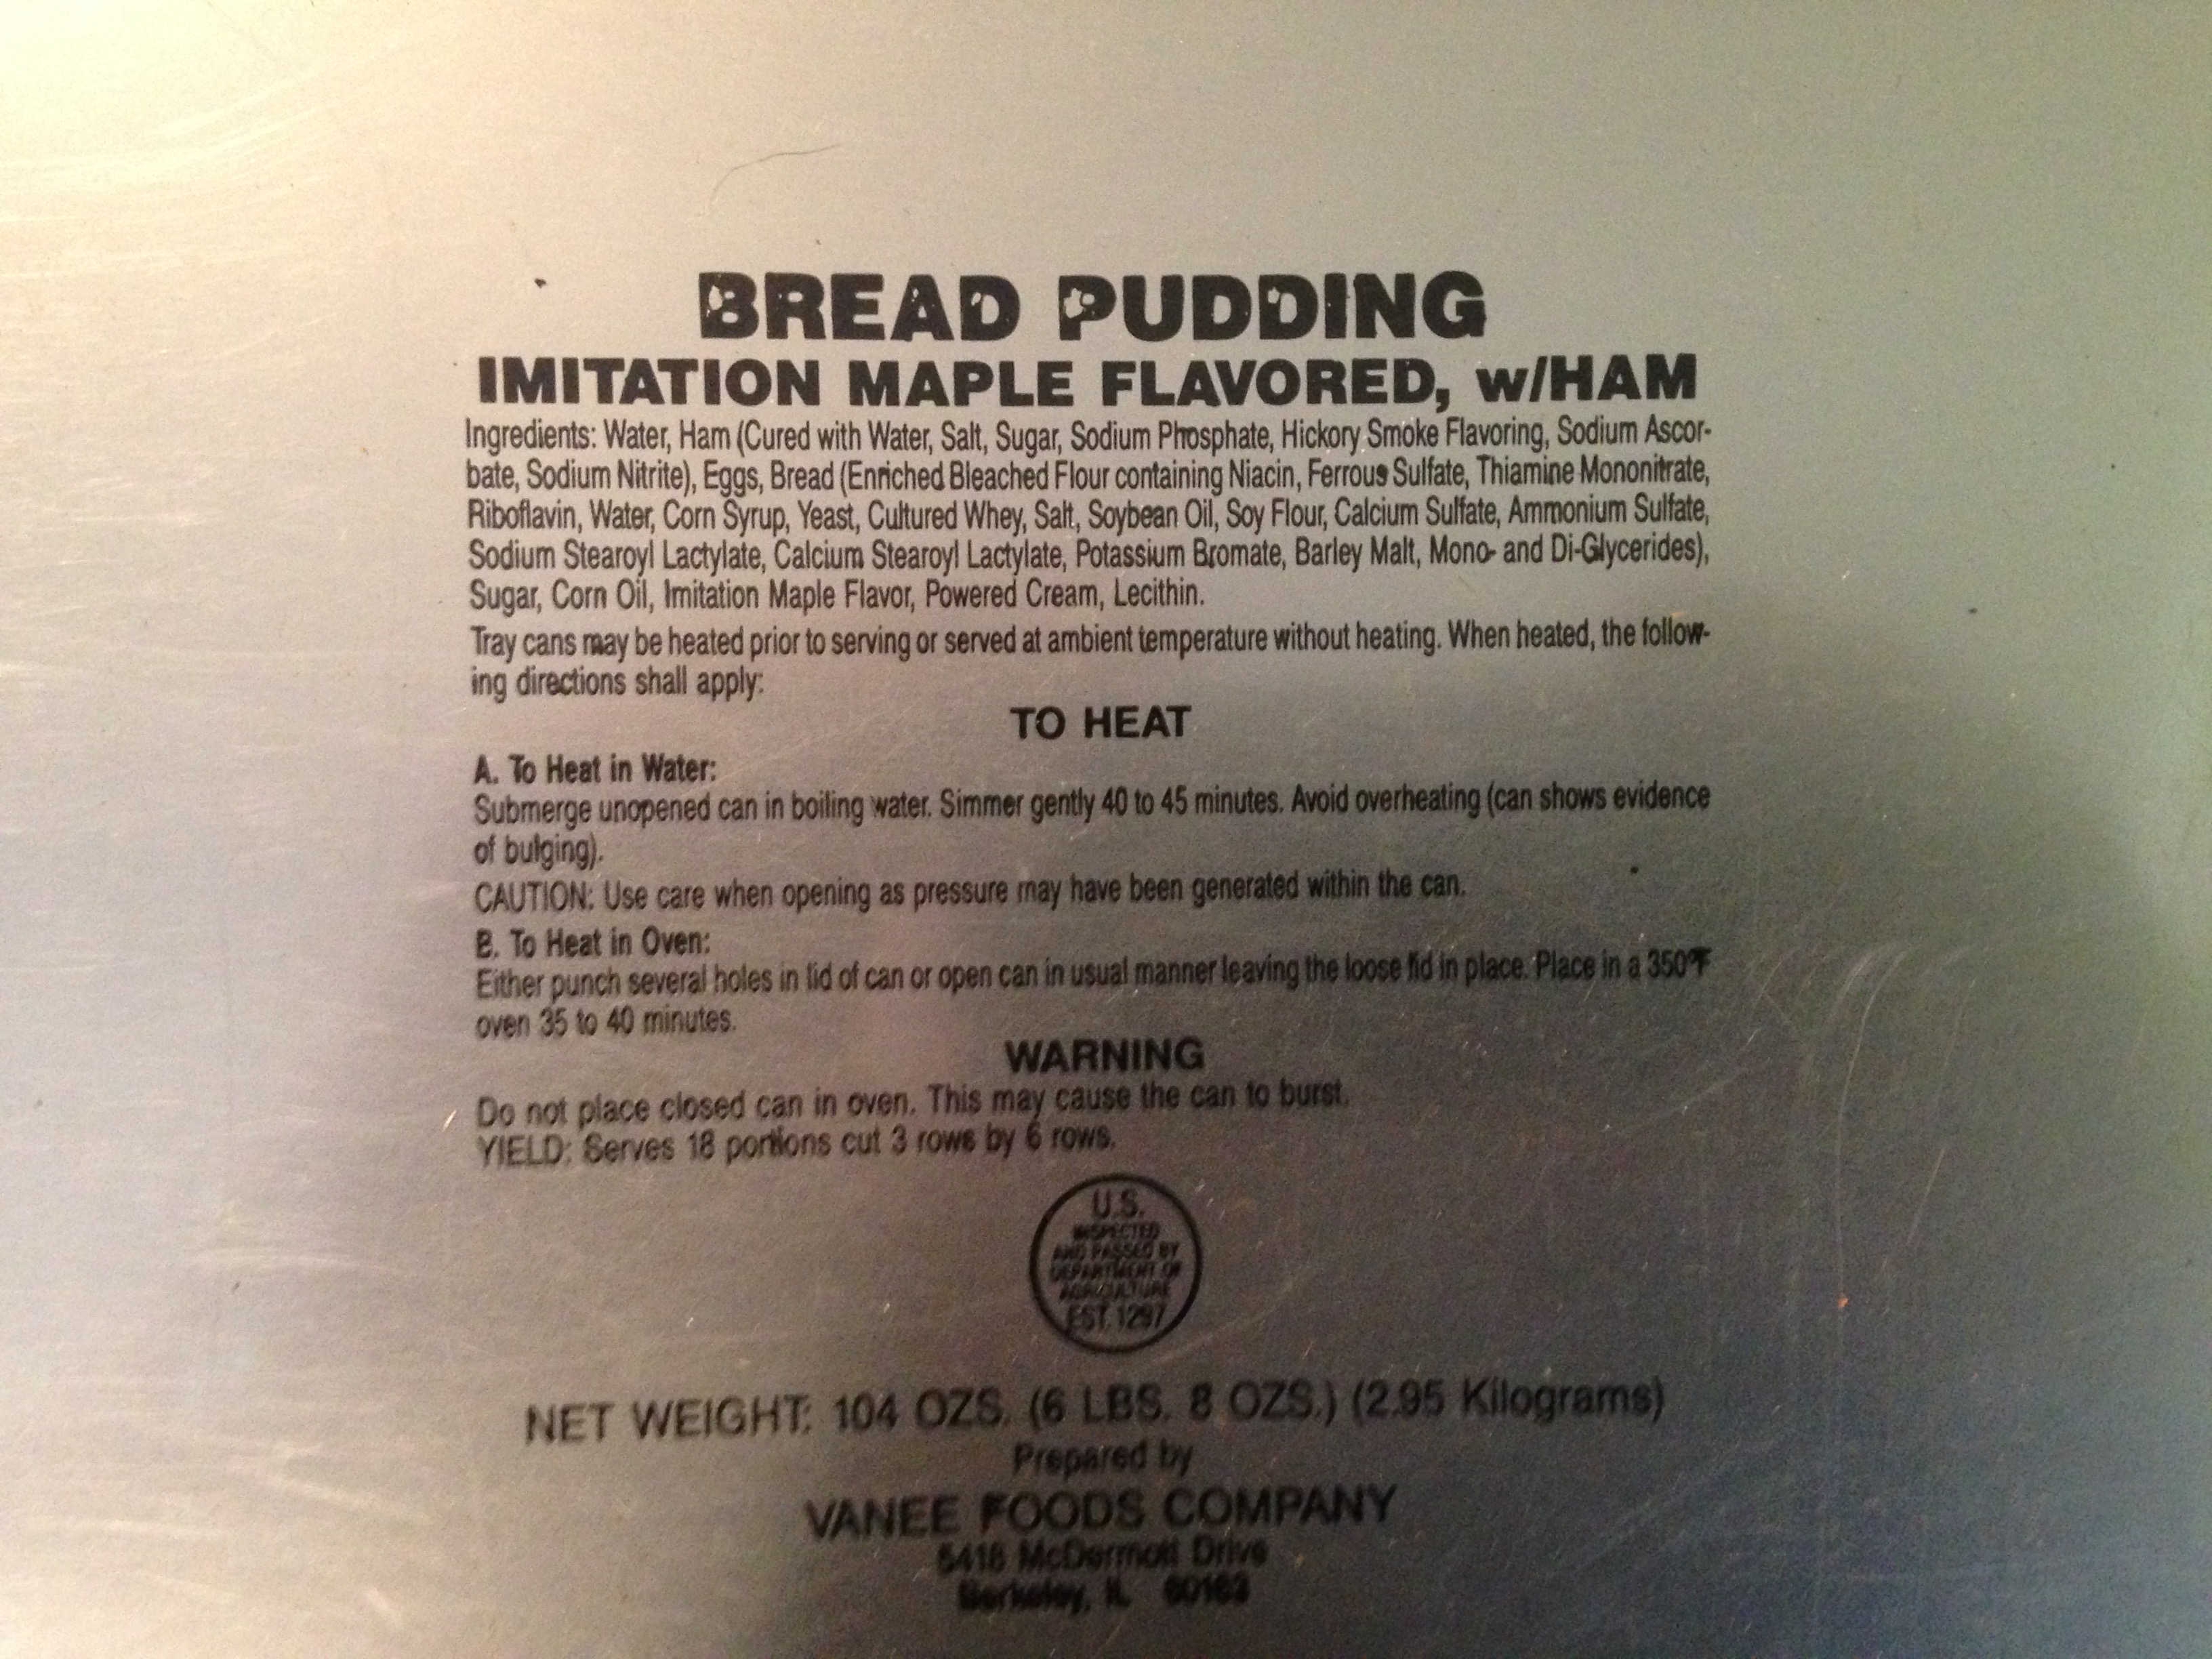 BREAD PUDDING
IMITATION MAPLE FLAVORED, w/HAM
Ingredients: Water, Ham (Cured with Water, Salt, Sugar, Sodium Phosphate, Hickory Smoke Flavoring, Sodium Ascor-
bate, Sodium Nitrite), Eggs, Bread (Enriched Bleached Flour containing Niacin, Ferrous Sulfate, Thiamine Mononitrate,
Riboflavin, Water, Corn Syrup, Yeast, Cultured Whey, Salt, Soybean Oil, Soy Flour, Calcium Sulfate, Ammonium Sulfate,
Sodium Stearoyl Lactylate, Calcium Stearoyl Lactylate, Potassium Bromate, Barley Malt, Mono- and Di-Glycerides),
Sugar, Corn Oil, Imitation Maple Flavor, Powered Cream, Lecithin.
Tray cans may be heated prior to serving or served at ambient temperature without heating. When heated, the follow-
ing directions shall apply:
TO HEAT
A. To Heat in Water:
Submerge unopened can in boiling water. Simmer gently 40 to 45 minutes. Avoid overheating (can shows evidence
of bulging).
CAUTION: Use care when opening as pressure may have been generated within the can.
B. To Heat in Oven:
Either punch several holes in lid of can or open can in usual manner leaving the loose lid in place. Place in a 350°F
oven 35 to 40 minutes.
WARNING
Do not place closed can in oven. This may cause the can to burst.
YIELD: Serves 18 portions cut 3 rows by 6 rows.
U.S.
INSPECTED
AND PASSED BY
DEPARTMENT OF
AGRICULTURE
EST. 1297
NET WEIGHT: 104 OZS. (6 LBS. 8 OZS.) (2.95 Kilograms)
Prepared by
VANEE FOODS COMPANY
5418 McDermott Drive
Berkeley, IL 60163